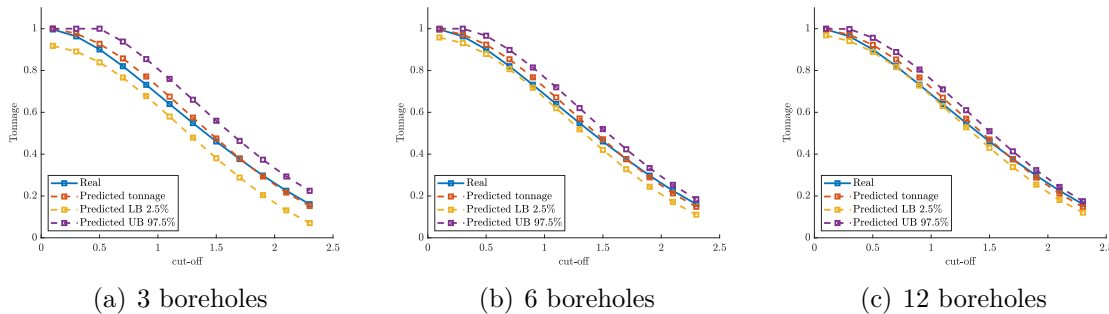 1
0.8
0.6
0.4
0.2
0
Tonnage
Real
Predicted tonnage
Predicted LB 2.5%
Predicted UB 97.5%
0 0.5 1 1.5 2 2.5
cut-off
(a) 3 boreholes
1
0.8
0.6
0.4
0.2
0
Tonnage
Real
Predicted tonnage
Predicted LB 2.5%
Predicted UB 97.5%
0 0.5 1 1.5 2 2.5
cut-off
(b) 6 boreholes
1
0.8
0.6
0.4
0.2
0
Tonnage
Real
Predicted tonnage
Predicted LB 2.5%
Predicted UB 97.5%
0 0.5 1 1.5 2 2.5
cut-off
(c) 12 boreholes